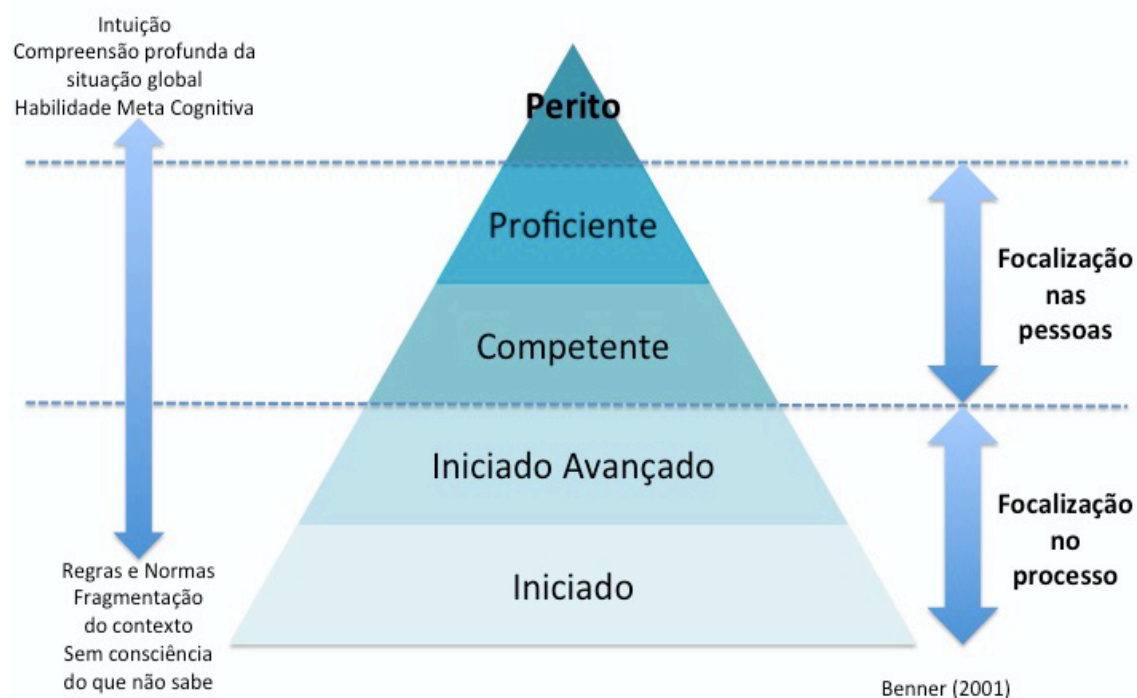 Intuição
Compreensão profunda da
situação global
Habilidade Meta Cognitiva
Perito
Proficiente
Focalização
nas
pessoas
Competente
Iniciado Avançado
Focalização
no
processo
Iniciado
Regras e Normas
Fragmentação
do contexto
Sem consciência
do que não sabe
Benner (2001)